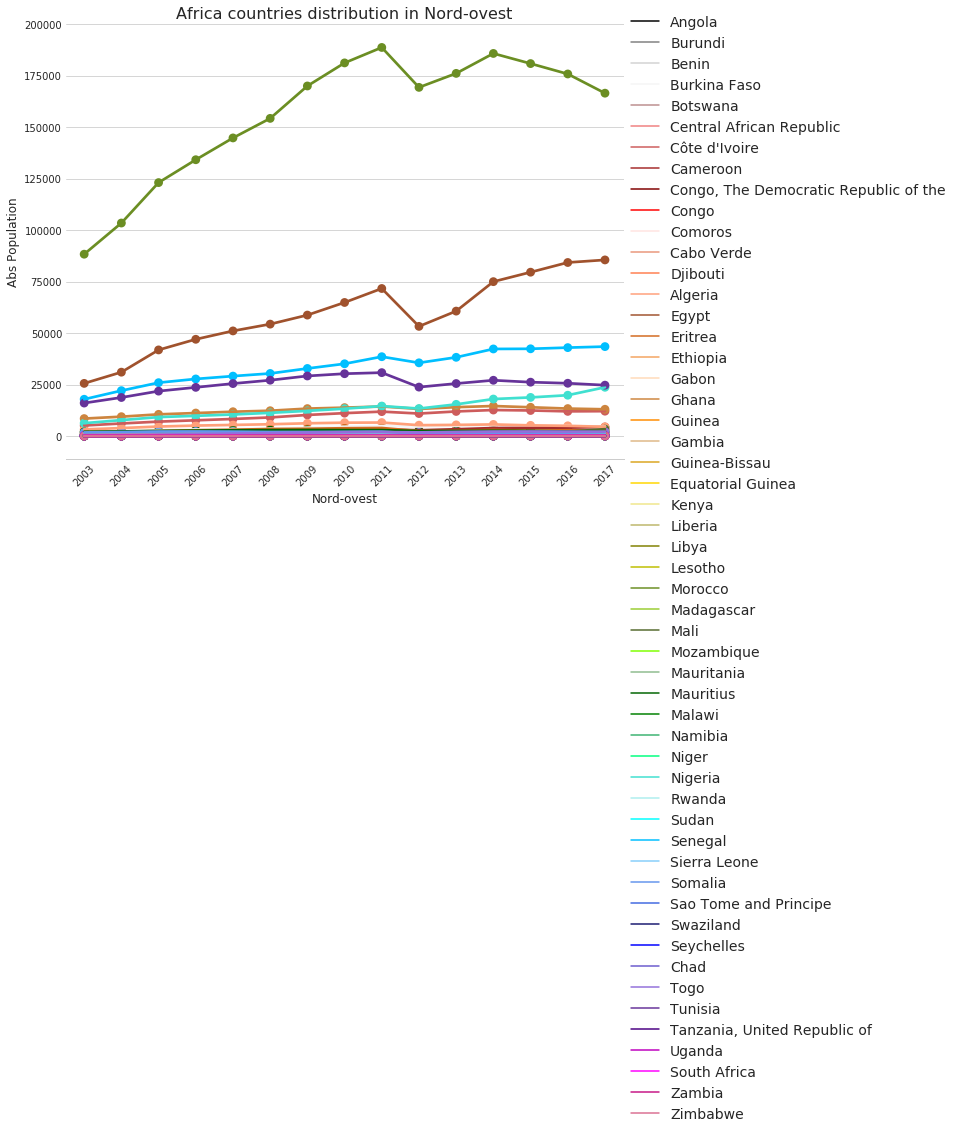 Africa countries distribution in Nord-ovest
200000
175000
150000
125000
100000
75000
50000
25000
0
Abs Population
2003
2004
2005
2006
2007
2008
2009
2010
2011
2012
2013
2014
2015
2016
2017
Nord-ovest
Angola
Burundi
Benin
Burkina Faso
Botswana
Central African Republic
Côte d'Ivoire
Cameroon
Congo, The Democratic Republic of the
Congo
Comoros
Cabo Verde
Djibouti
Algeria
Egypt
Eritrea
Ethiopia
Gabon
Ghana
Guinea
Gambia
Guinea-Bissau
Equatorial Guinea
Kenya
Liberia
Libya
Lesotho
Morocco
Madagascar
Mali
Mozambique
Mauritania
Mauritius
Malawi
Namibia
Niger
Nigeria
Rwanda
Sudan
Senegal
Sierra Leone
Somalia
Sao Tome and Principe
Swaziland
Seychelles
Chad
Togo
Tunisia
Tanzania, United Republic of
Uganda
South Africa
Zambia
Zimbabwe